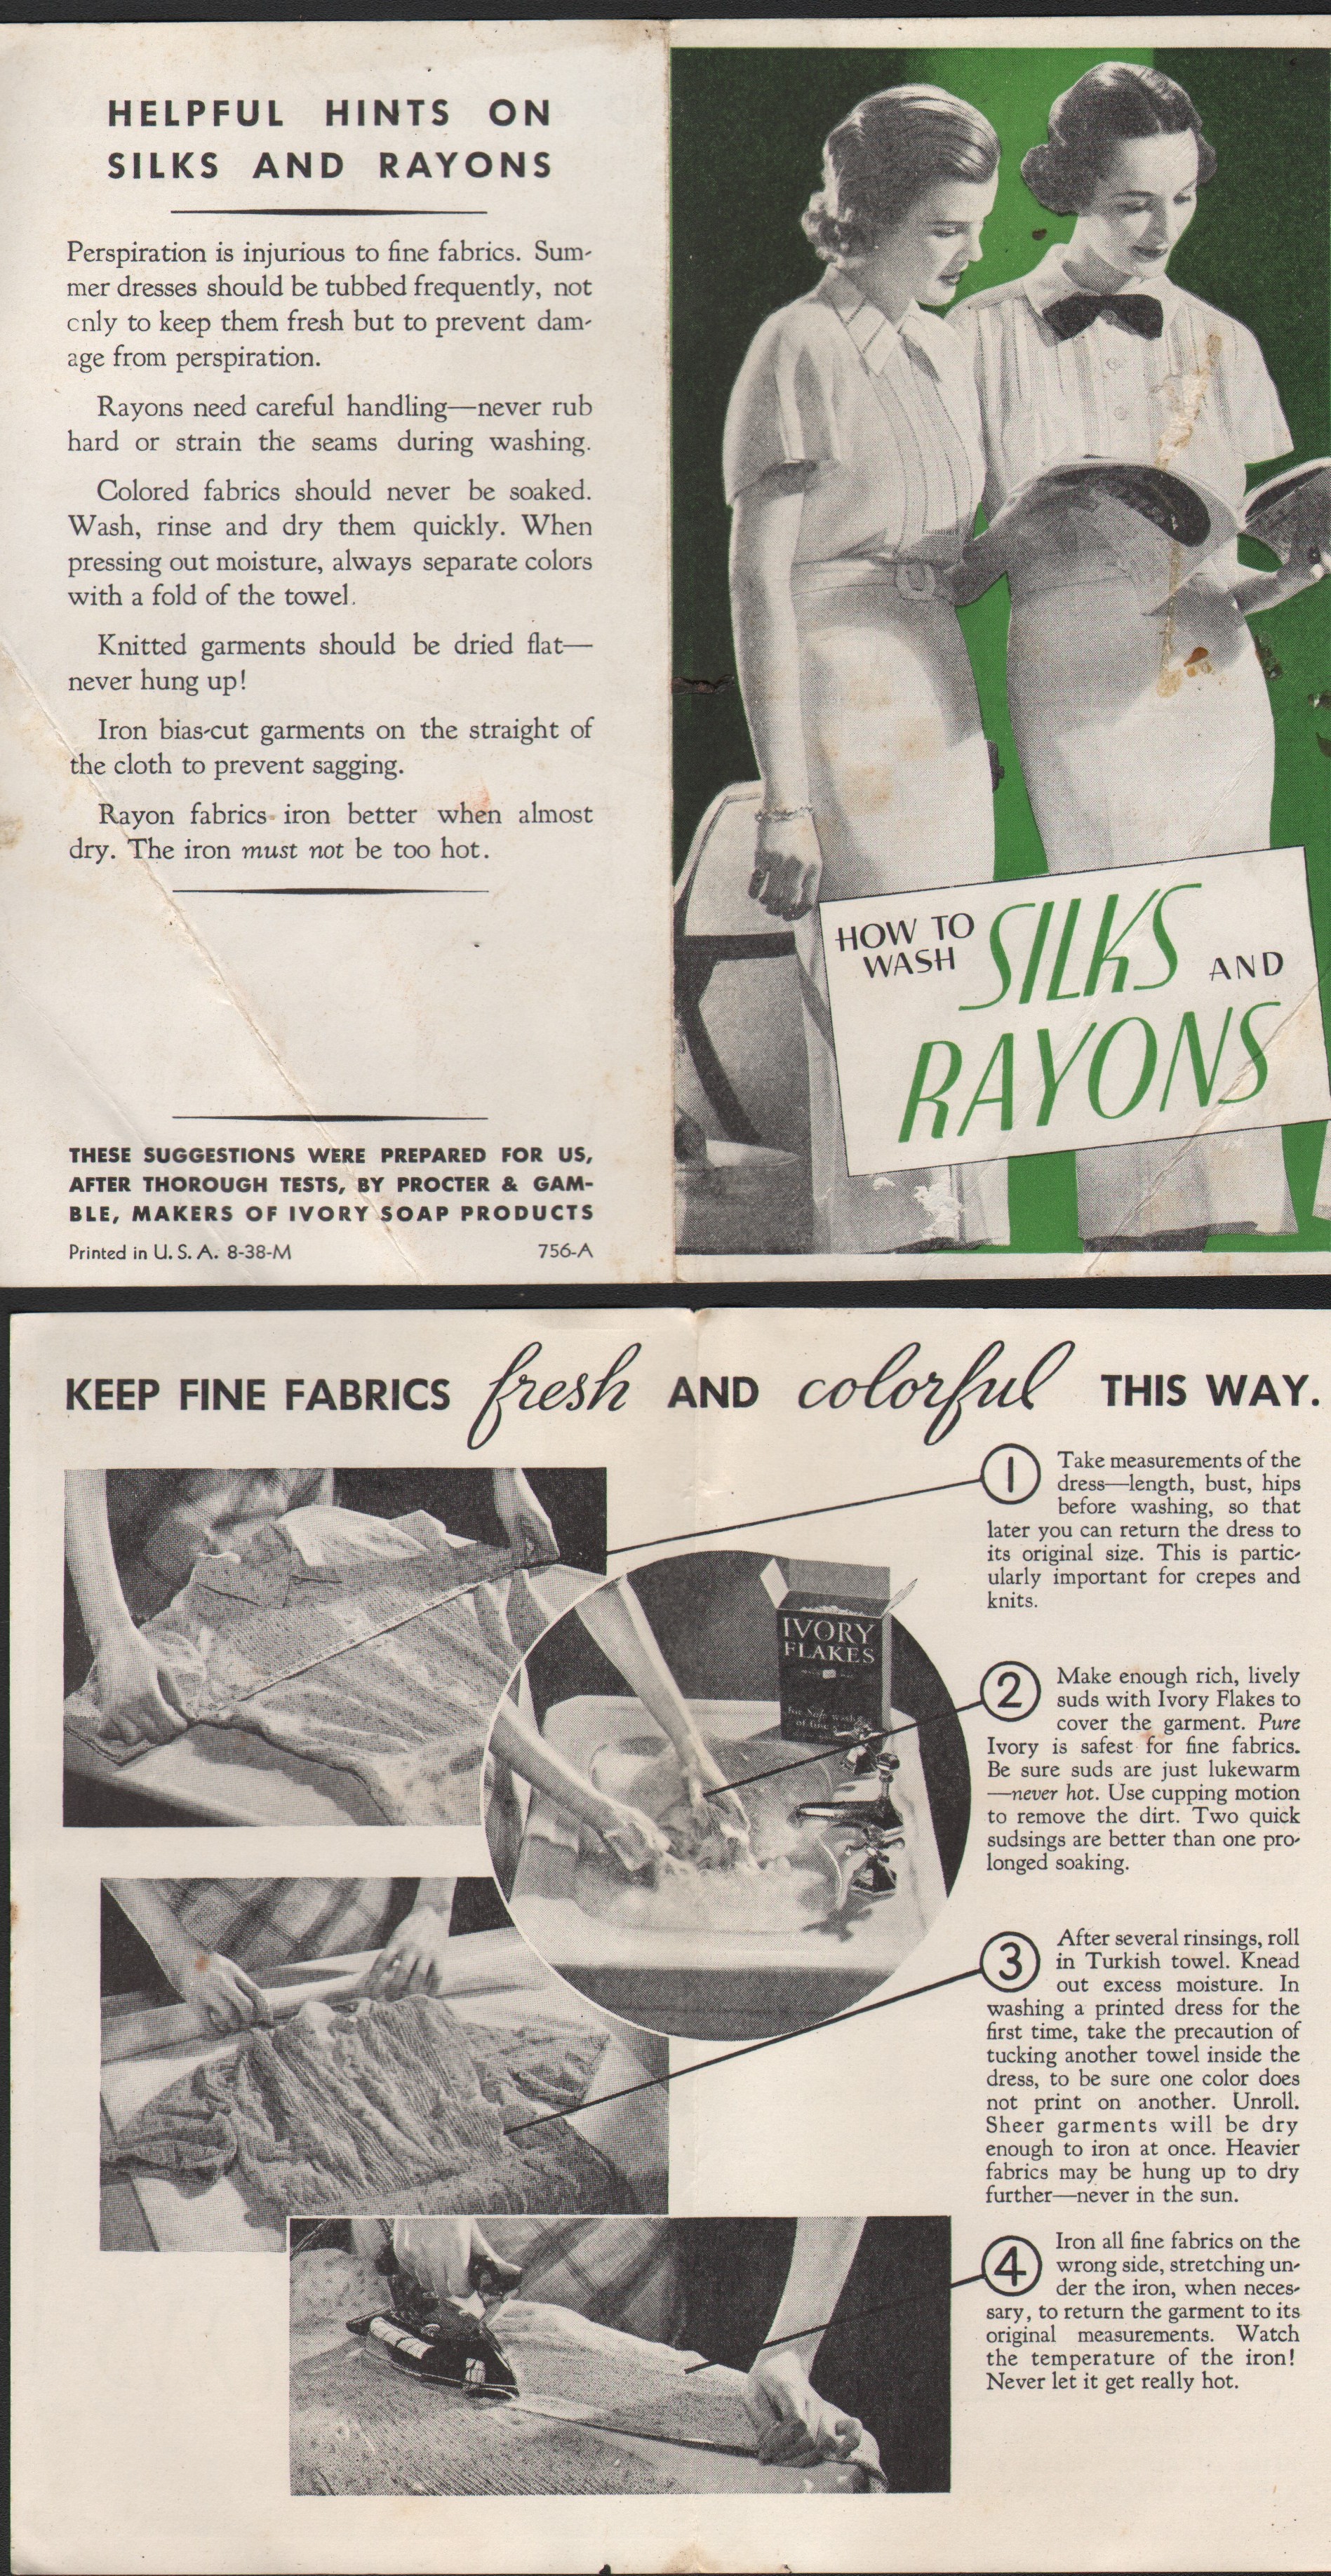 HELPFUL HINTS ON
SILKS AND RAYONS
Perspiration is injurious to fine fabrics. Sum-
mer dresses should be tubbed frequently, not
only to keep them fresh but to prevent dam-
age from perspiration.
Rayons need careful handling—never rub
hard or strain the seams during washing.
Colored fabrics should never be soaked.
Wash, rinse and dry them quickly. When
pressing out moisture, always separate colors
with a fold of the towel.
Knitted garments should be dried flat—
never hung up!
Iron bias-cut garments on the straight of
the cloth to prevent sagging.
Rayon fabrics iron better when almost
dry. The iron must not be too hot.
THESE SUGGESTIONS WERE PREPARED FOR US,
AFTER THOROUGH TESTS, BY PROCTER & GAM-
BLE, MAKERS OF IVORY SOAP PRODUCTS
Printed in U. S. A. 8-38-M 756-A
HOW TO
WASH SILKS AND
RAYONS
KEEP FINE FABRICS fresh AND colorful THIS WAY.
1 Take measurements of the
dress—length, bust, hips
before washing, so that
later you can return the dress to
its original size. This is partic-
ularly important for crepes and
knits.
IVORY
FLAKES
2 Make enough rich, lively
suds with Ivory Flakes to
cover the garment. Pure
Ivory is safest for fine fabrics.
Be sure suds are just lukewarm
—never hot. Use cupping motion
to remove the dirt. Two quick
sudsings are better than one pro-
longed soaking.
3 After several rinsings, roll
in Turkish towel. Knead
out excess moisture. In
washing a printed dress for the
first time, take the precaution of
tucking another towel inside the
dress, to be sure one color does
not print on another. Unroll.
Sheer garments will be dry
enough to iron at once. Heavier
fabrics may be hung up to dry
further—never in the sun.
4 Iron all fine fabrics on the
wrong side, stretching un-
der the iron, when neces-
sary, to return the garment to its
original measurements. Watch
the temperature of the iron!
Never let it get really hot.